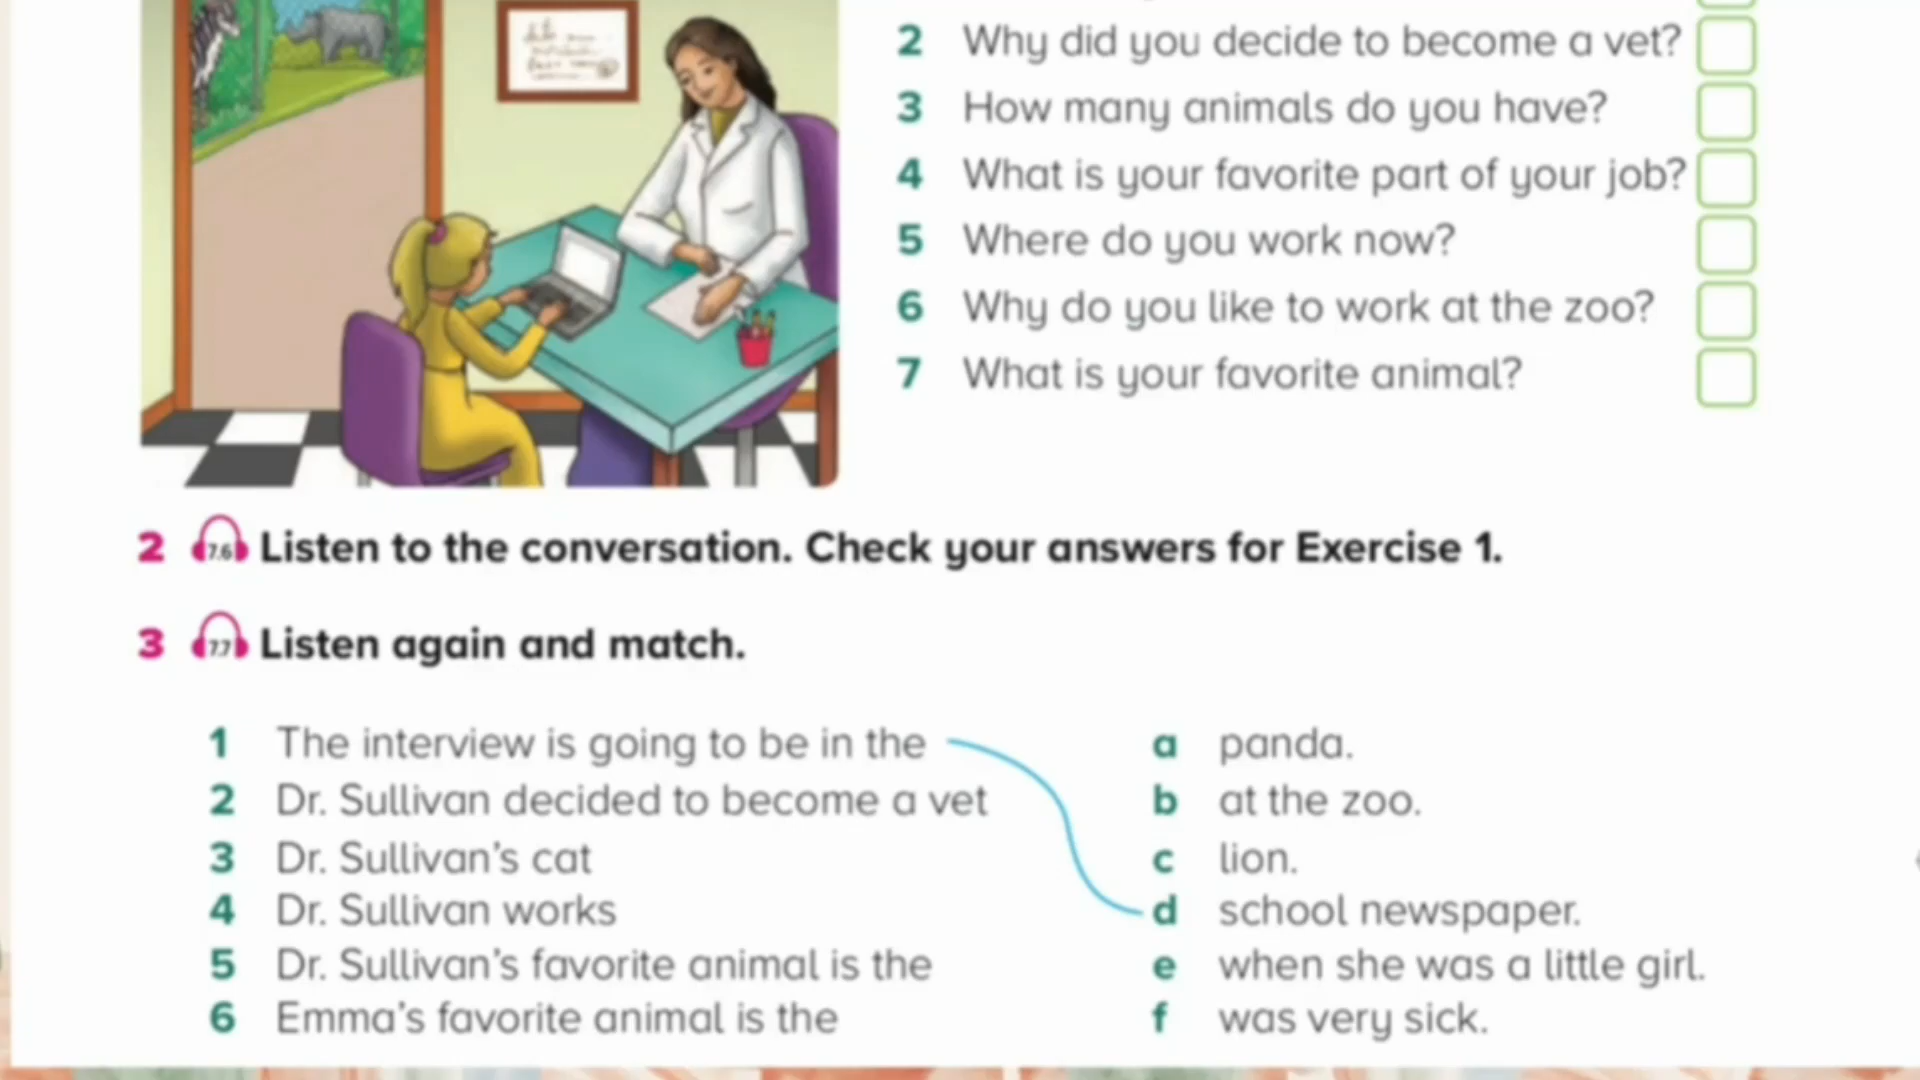 2 Why did you decide to become a vet?
3 How many animals do you have?
4 What is your favorite part of your job?
5 Where do you work now?
6 Why do you like to work at the zoo?
7 What is your favorite animal?
2 7.6 Listen to the conversation. Check your answers for Exercise 1.
3 7.7 Listen again and match.
1 The interview is going to be in the
2 Dr. Sullivan decided to become a vet
3 Dr. Sullivan's cat
4 Dr. Sullivan works
5 Dr. Sullivan's favorite animal is the
6 Emma's favorite animal is the
a panda.
b at the zoo.
c lion.
d school newspaper.
e when she was a little girl.
f was very sick.